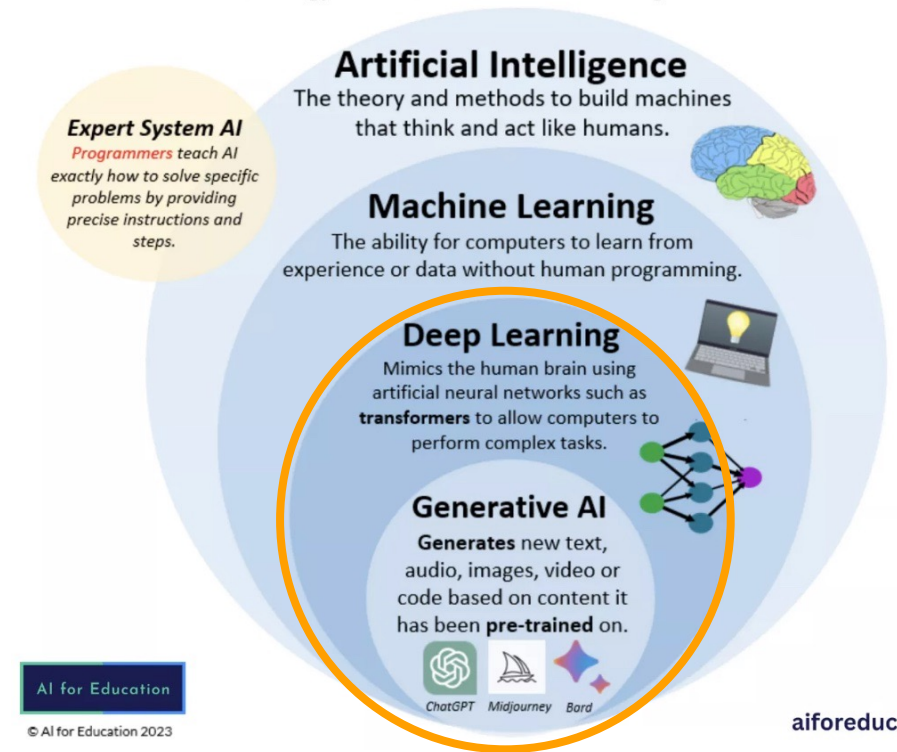 Artificial Intelligence
The theory and methods to build machines
that think and act like humans.
Expert System AI
Programmers teach AI
exactly how to solve specific
problems by providing
precise instructions and
steps.
Machine Learning
The ability for computers to learn from
experience or data without human programming.
Deep Learning
Mimics the human brain using
artificial neural networks such as
transformers to allow computers to
perform complex tasks.
Generative AI
Generates new text,
audio, images, video or
code based on content it
has been pre-trained on.
ChatGPT Midjourney Bard
AI for Education
© AI for Education 2023
aiforeduc